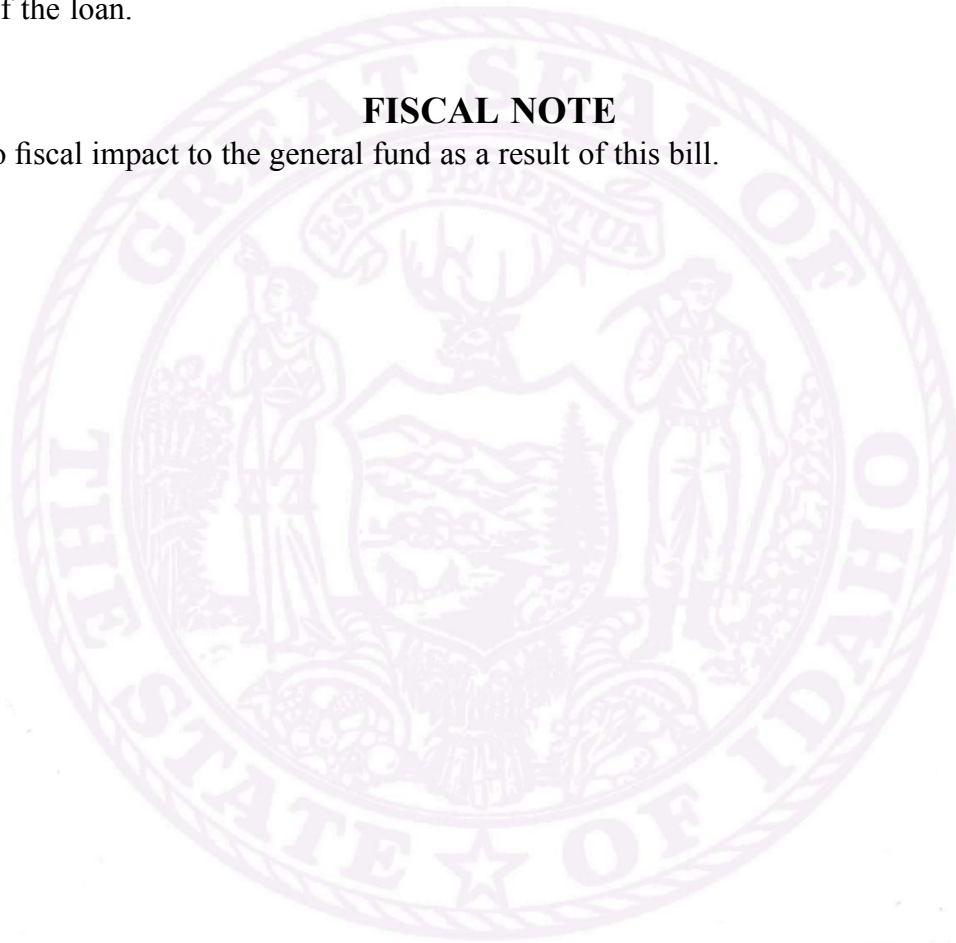 f the loan.
FISCAL NOTE
o fiscal impact to the general fund as a result of this bill.
GREAT SEAL OF
ESTO PERPETUA
THE STATE OF IDAHO